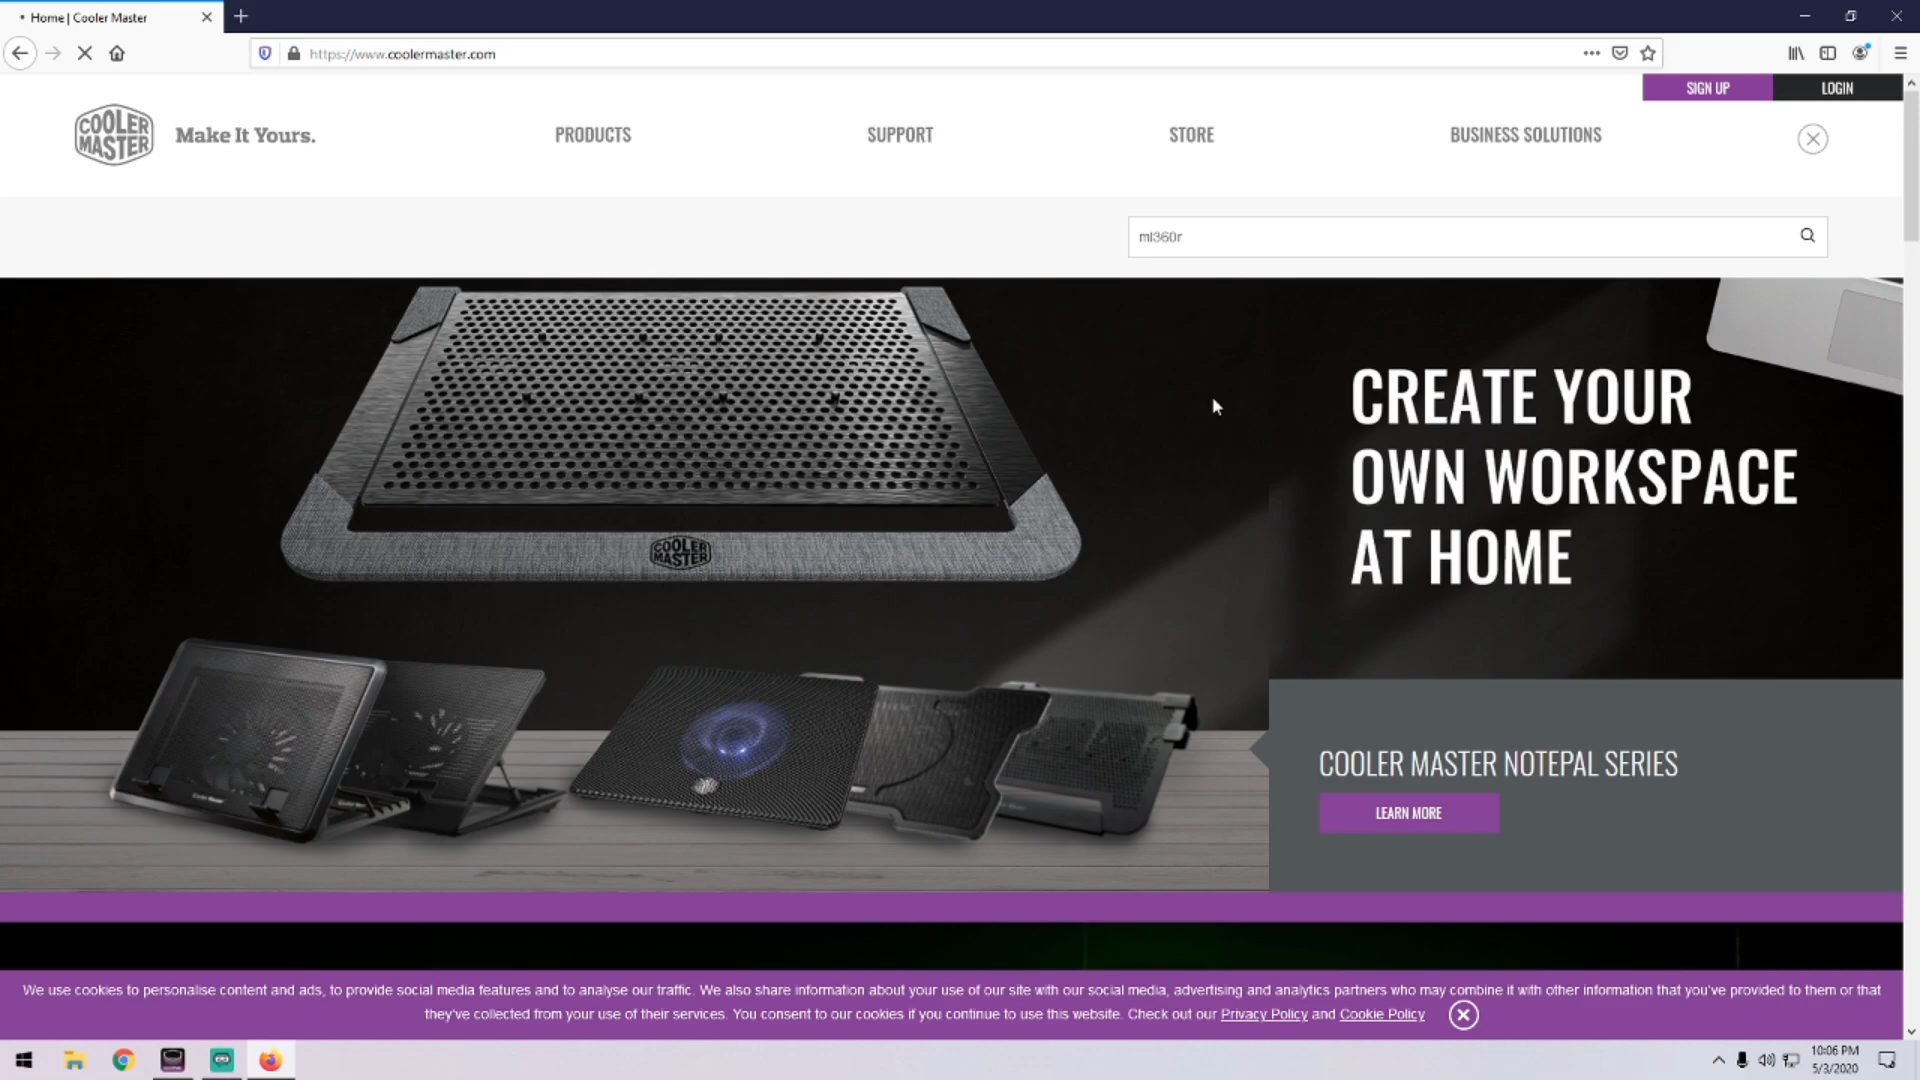 Home | Cooler Master
https://www.coolermaster.com
SIGN UP
LOGIN
COOLER MASTER
Make It Yours.
PRODUCTS
SUPPORT
STORE
BUSINESS SOLUTIONS
ml360r
CREATE YOUR
OWN WORKSPACE
AT HOME
COOLER MASTER
COOLER MASTER NOTEPAL SERIES
LEARN MORE
We use cookies to personalise content and ads, to provide social media features and to analyse our traffic. We also share information about your use of our site with our social media, advertising and analytics partners who may combine it with other information that you've provided to them or that
they've collected from your use of their services. You consent to our cookies if you continue to use this website. Check out our Privacy Policy and Cookie Policy
10:06 PM
5/3/2020